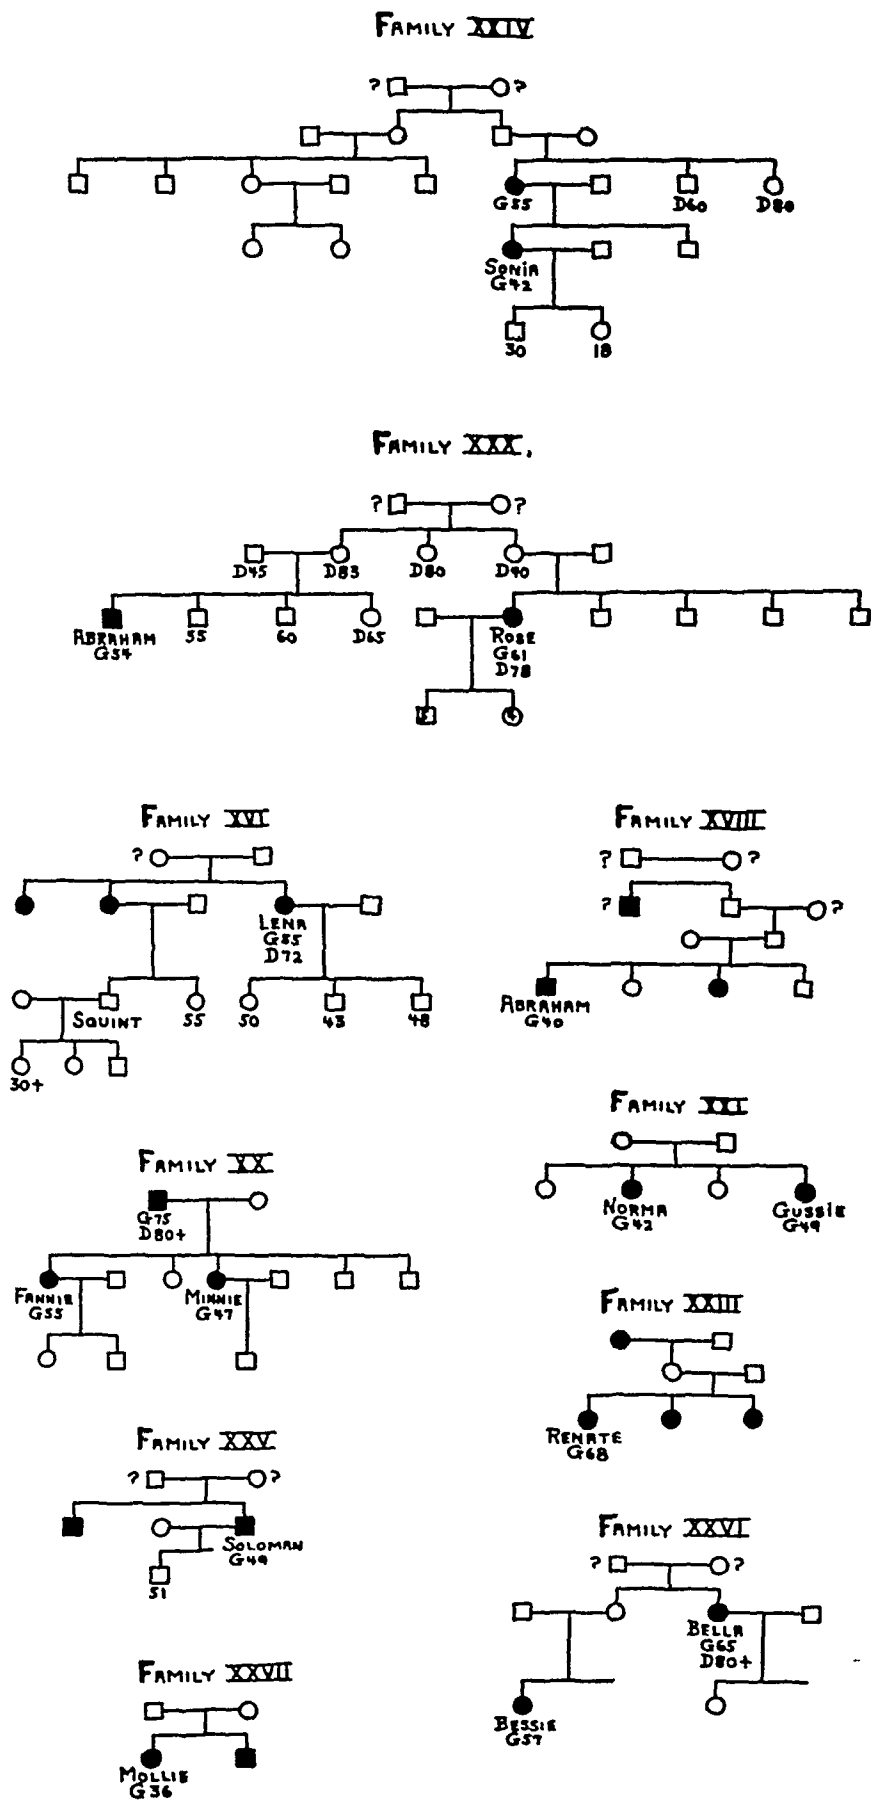 FAMILY XXIV
? ?
G55 D60 D80
SONIA
G42
30 18
FAMILY XXX.
? ?
D45 D83 D80 D90
ABRAHAM 55 60 D65 ROSE
G54 G61
D78
4
FAMILY XVI
?
LENA
G55
D72
SQUINT 55 50 43 48
30+
FAMILY XVIII
? ?
? ?
ABRAHAM
G40
FAMILY XXI
NORMA GUSSIE
G42 G49
FAMILY XX
G75
D80+
FANNIE MINNIE
G55 G47
FAMILY XXIII
RENATE
G68
FAMILY XXV
? ?
SOLOMAN
G49
51
FAMILY XXVI
? ?
BELLA
G65
D80+
BESSIE
G57
FAMILY XXVII
MOLLIE
G36